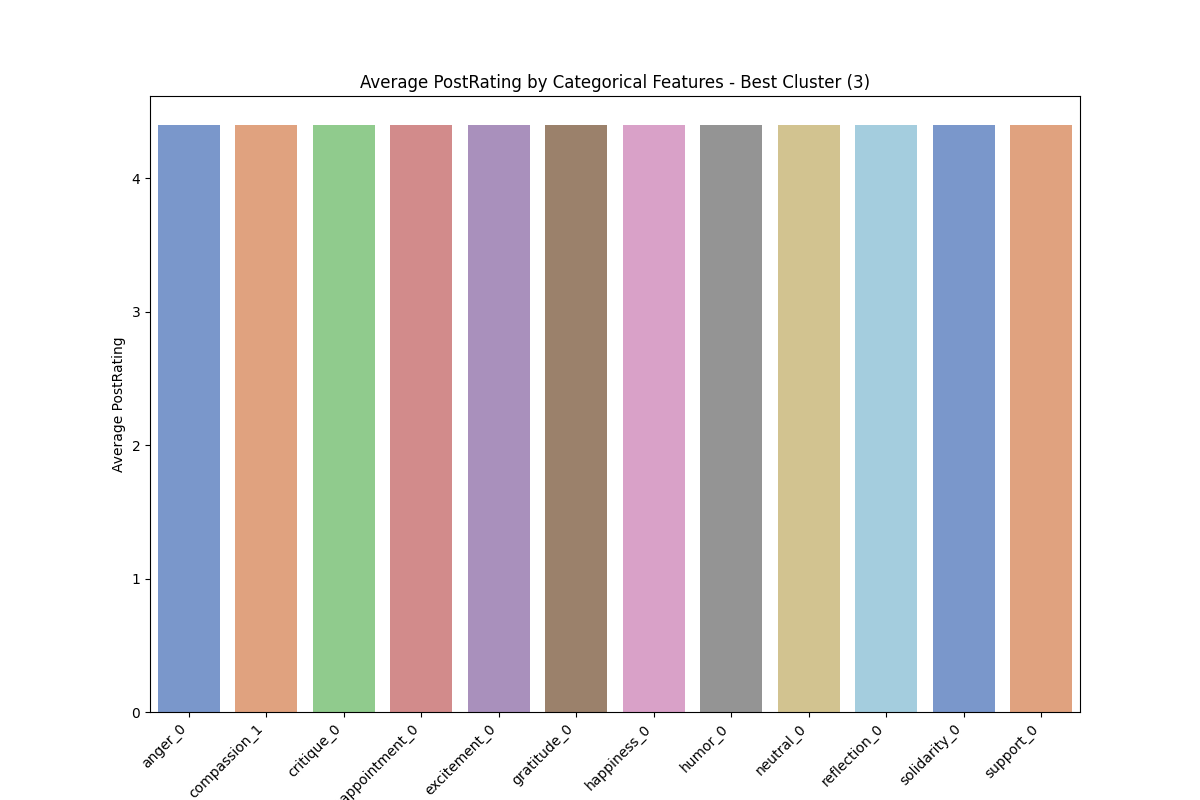 Average PostRating by Categorical Features - Best Cluster (3)
Average PostRating
4
3
2
1
0
anger_0
compassion_1
critique_0
appointment_0
excitement_0
gratitude_0
happiness_0
humor_0
neutral_0
reflection_0
solidarity_0
support_0